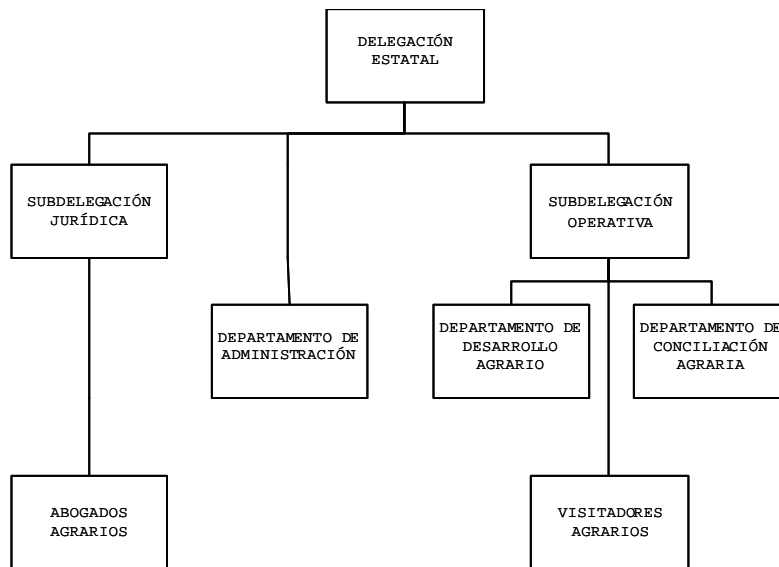 DELEGACIÓN
ESTATAL
SUBDELEGACIÓN
JURÍDICA
SUBDELEGACIÓN
OPERATIVA
DEPARTAMENTO DE
ADMINISTRACIÓN
DEPARTAMENTO DE
DESARROLLO
AGRARIO
DEPARTAMENTO DE
CONCILIACIÓN
AGRARIA
ABOGADOS
AGRARIOS
VISITADORES
AGRARIOS